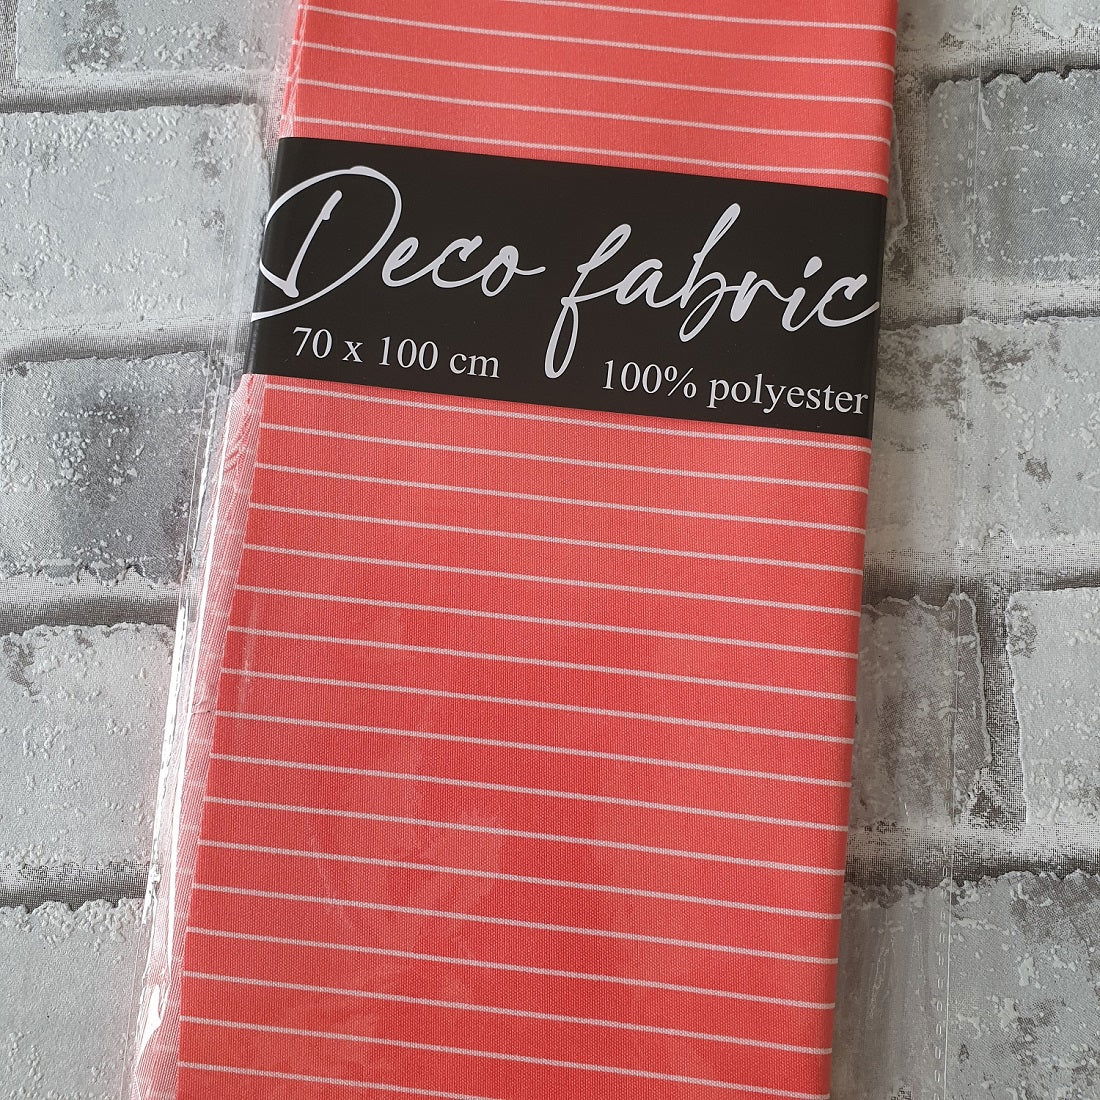 Deco fabric
70 x 100 cm 100% polyester